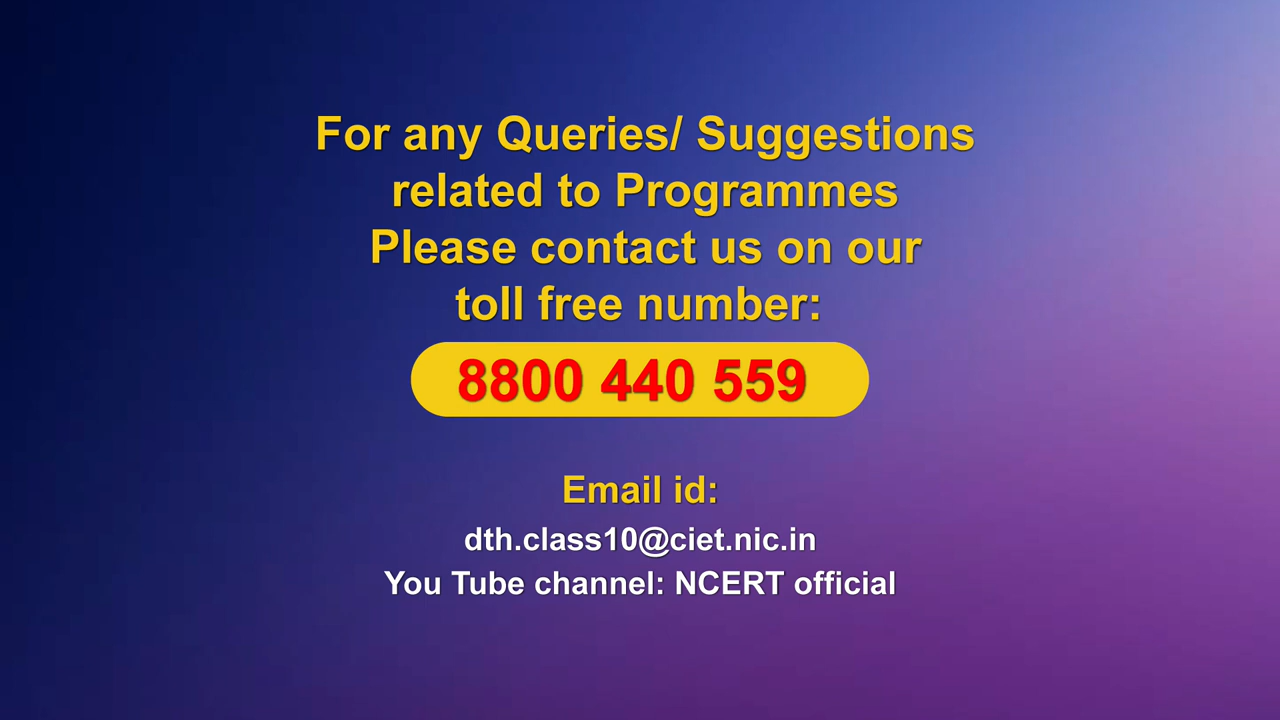 For any Queries/ Suggestions
related to Programmes
Please contact us on our
toll free number:
8800 440 559
Email id:
dth.class10@ciet.nic.in
You Tube channel: NCERT official